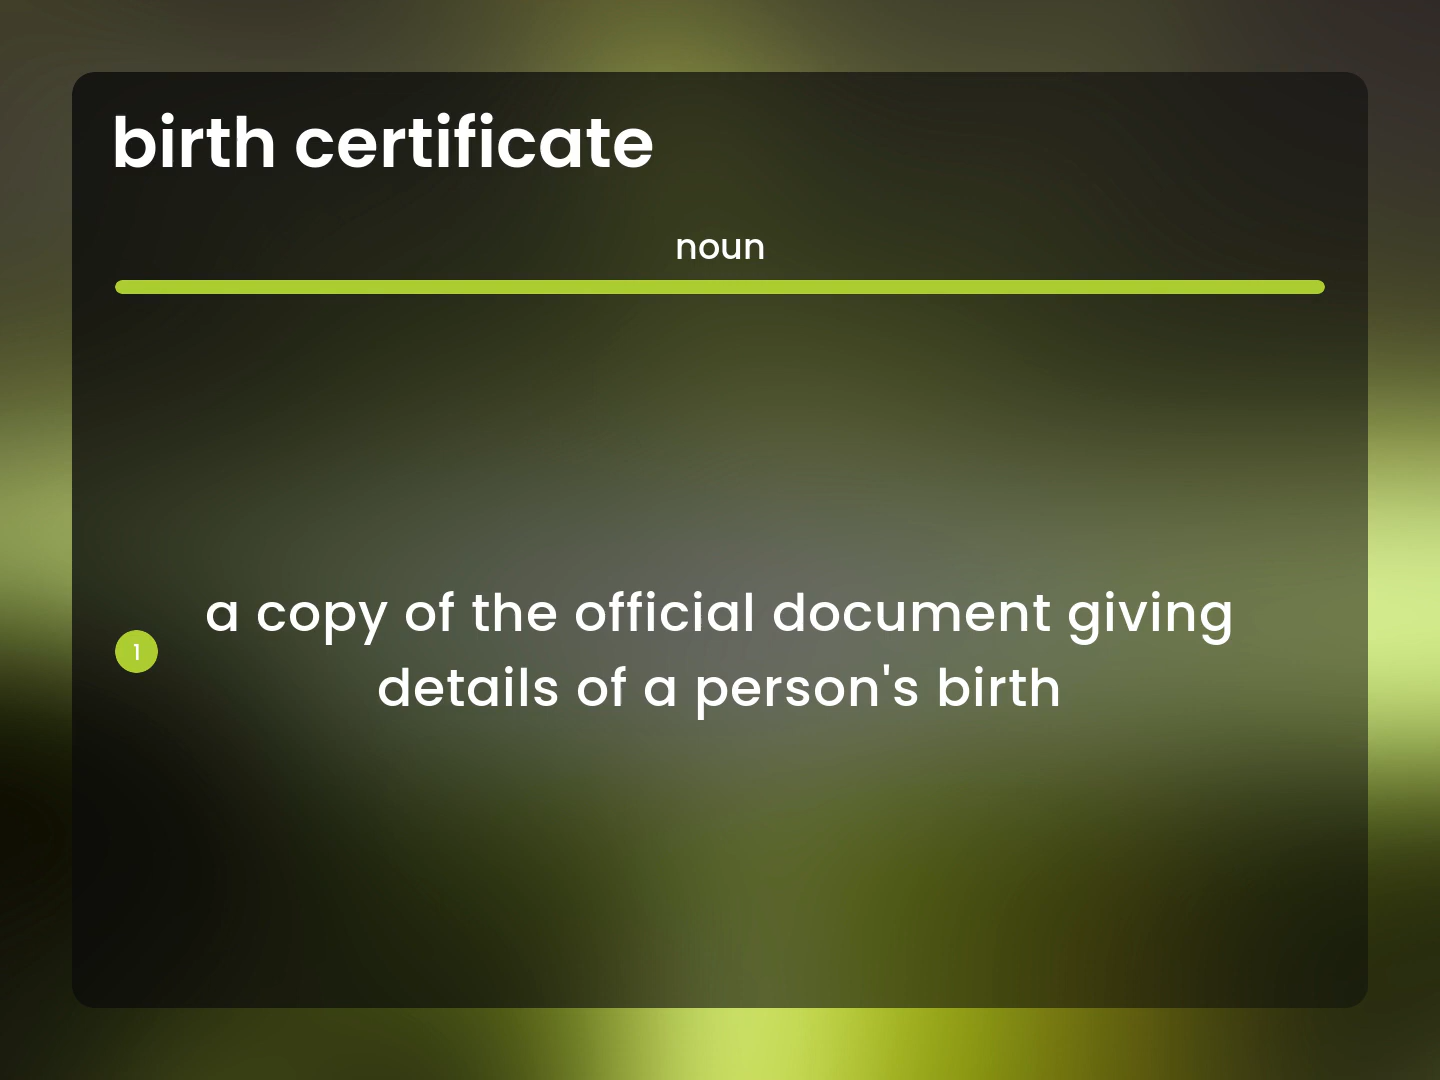 birth certificate
noun
1
a copy of the official document giving
details of a person's birth